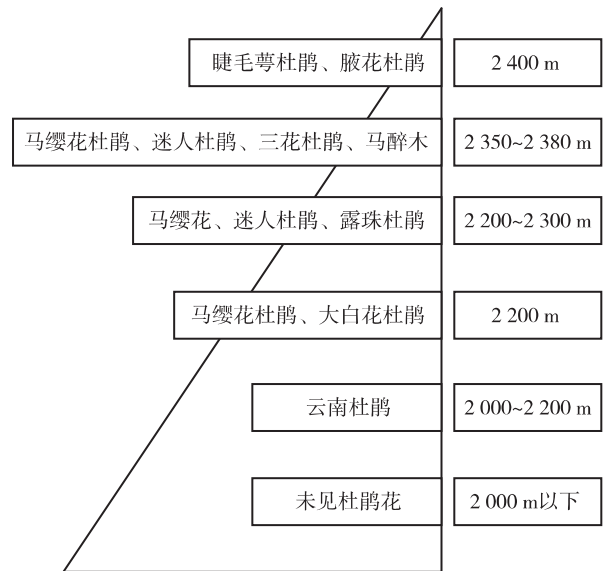 睫毛萼杜鹃、腋花杜鹃 2 400 m
马缨花杜鹃、迷人杜鹃、三花杜鹃、马醉木 2 350~2 380 m
马缨花、迷人杜鹃、露珠杜鹃 2 200~2 300 m
马缨花杜鹃、大白花杜鹃 2 200 m
云南杜鹃 2 000~2 200 m
未见杜鹃花 2 000 m以下